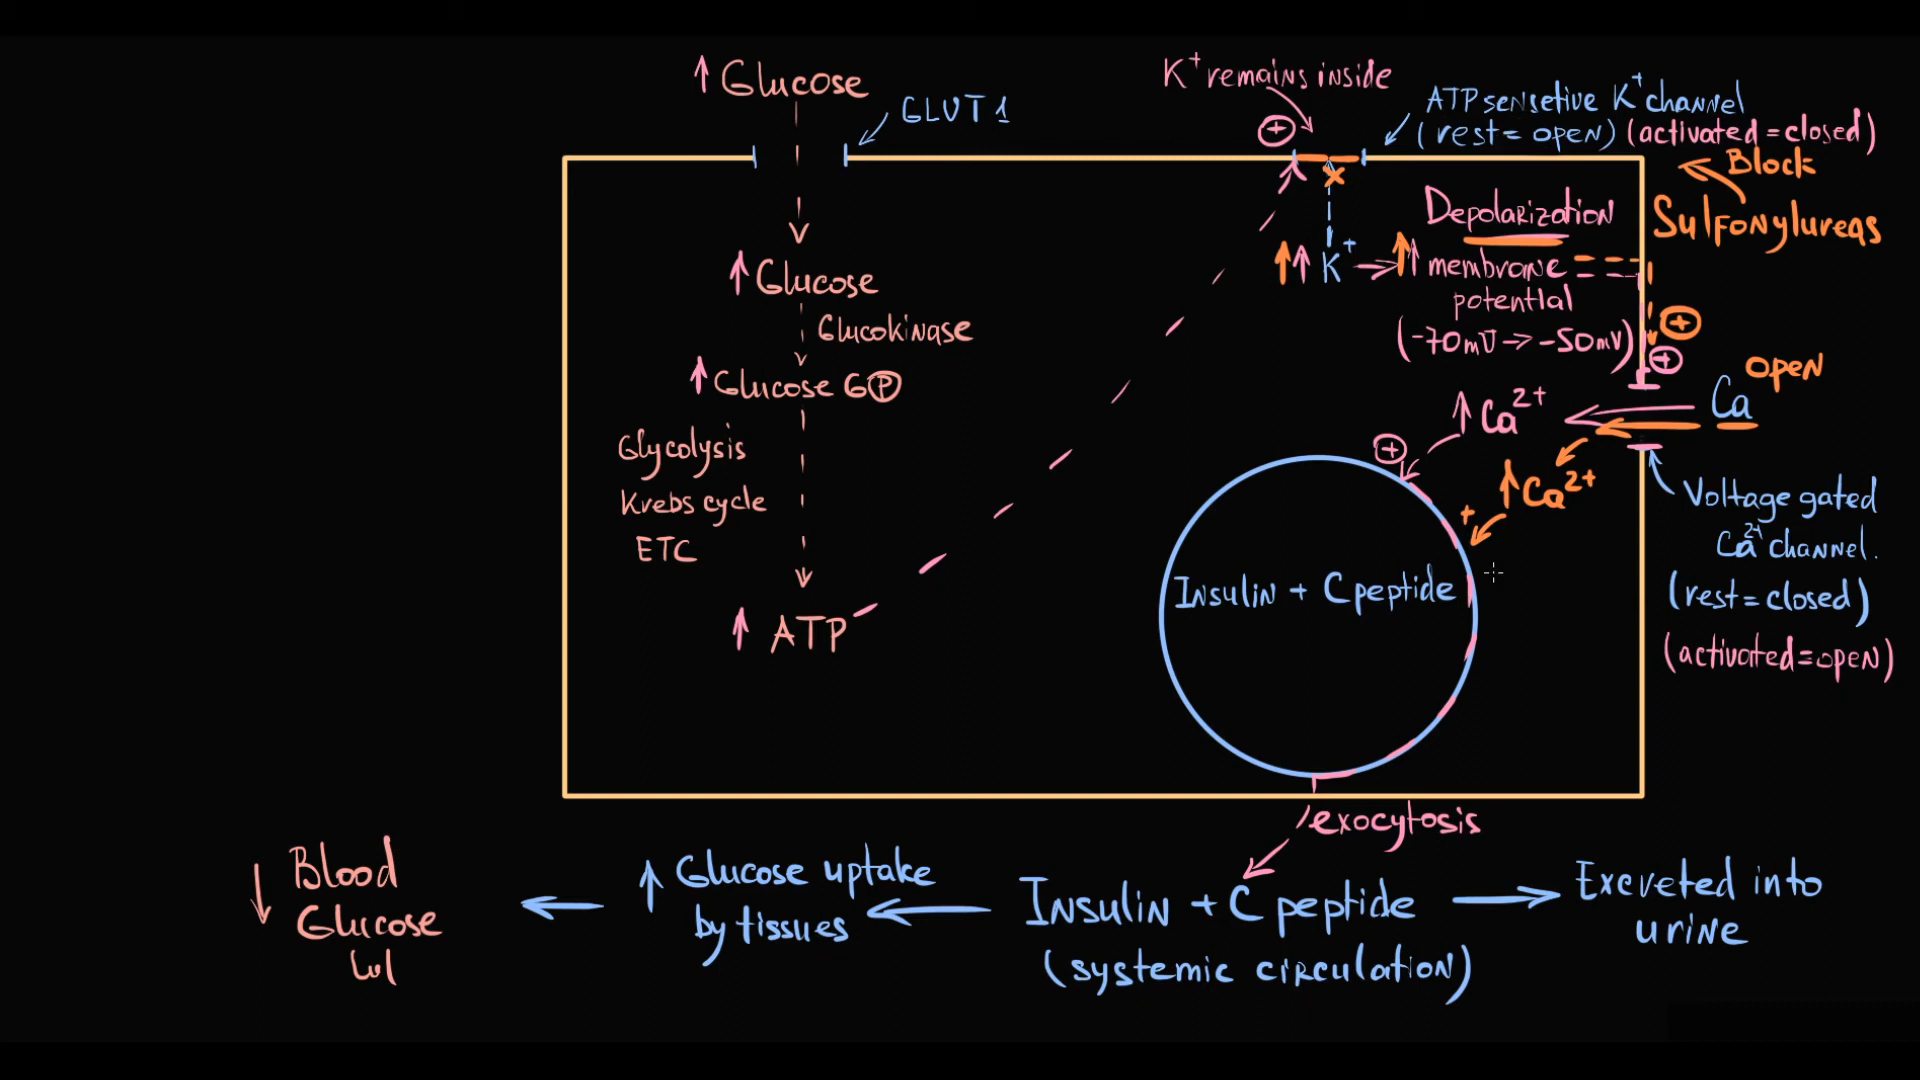 ↑ Glucose
GLUT 1
K⁺ remains inside
ATP sensetive K⁺ channel
(rest = open) (activated = closed)
+
Block
Sulfonylureas
Depolarization
↑↑ K⁺ → ↑↑ membrane
potential
(-70mV → -50mV)
+
+
↑ Glucose
Glucokinase
↑ Glucose 6 P
Glycolysis
Krebs cycle
ETC
↑ ATP
open
Ca
↑ Ca²⁺
+
↑ Ca²⁺
+
Voltage gated
Ca²⁺ channel.
(rest = closed)
(activated = open)
Insulin + C peptide
exocytosis
Insulin + C peptide
(systemic circulation)
Excveted into
urine
↑ Glucose uptake
by tissues
↓ Blood
Glucose
lvl